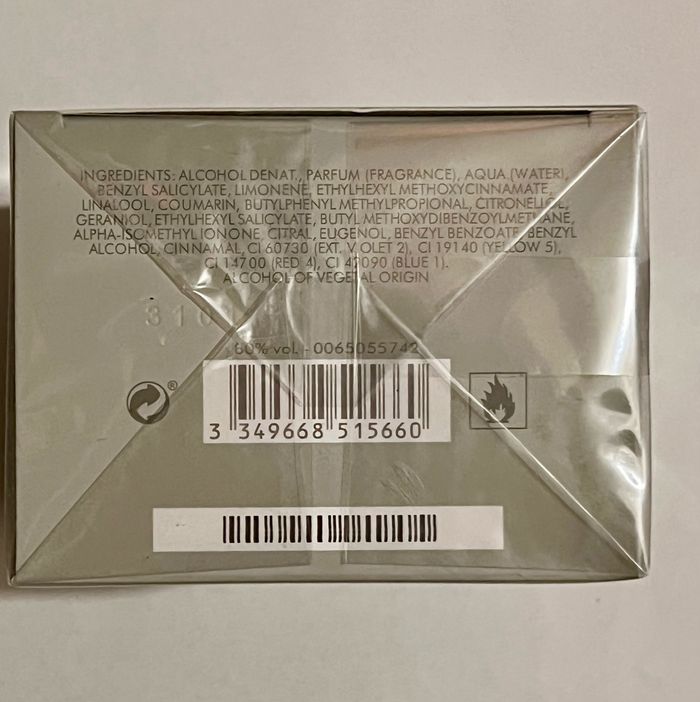 INGREDIENTS: ALCOHOL DENAT., PARFUM (FRAGRANCE), AQUA (WATER),
BENZYL SALICYLATE, LIMONENE, ETHYLHEXYL METHOXYCINNAMATE,
LINALOOL, COUMARIN, BUTYLPHENYL METHYLPROPIONAL, CITRONELLOL,
GERANIOL, ETHYLHEXYL SALICYLATE, BUTYL METHOXYDIBENZOYLMETHANE,
ALPHA-ISOMETHYL IONONE, CITRAL, EUGENOL, BENZYL BENZOATE, BENZYL
ALCOHOL, CINNAMAL, CI 60730 (EXT. VIOLET 2), CI 19140 (YELLOW 5),
CI 14700 (RED 4), CI 42090 (BLUE 1).
ALCOHOL OF VEGETAL ORIGIN
80% vol. - 0065055742
®
3 349668 515660